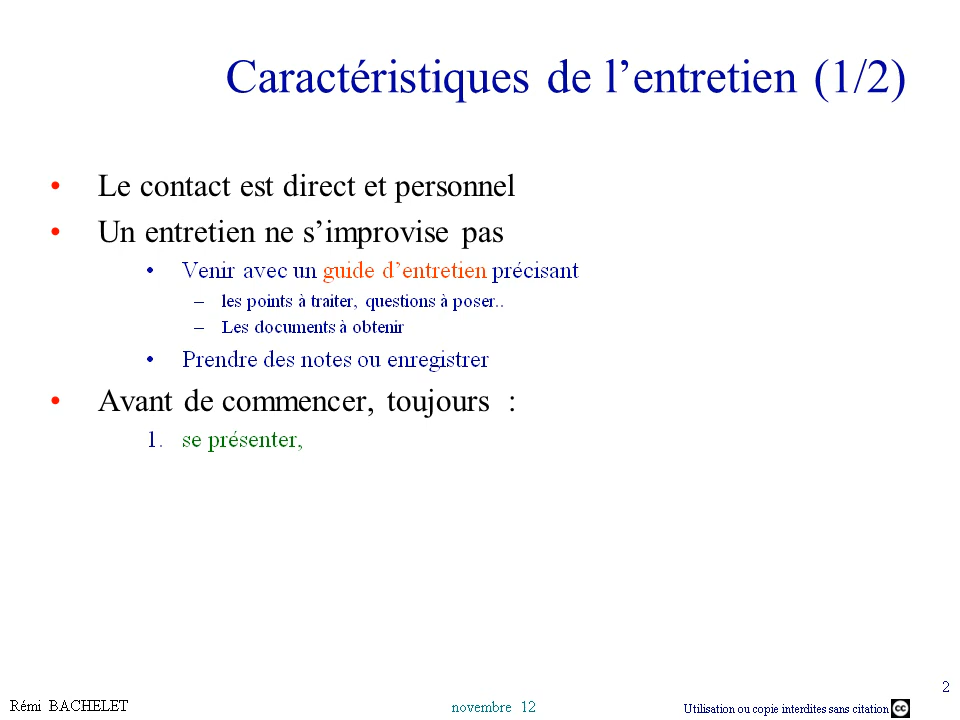 Caractéristiques de l’entretien (1/2)
• Le contact est direct et personnel
• Un entretien ne s’improvise pas
• Venir avec un guide d’entretien précisant
– les points à traiter, questions à poser..
– Les documents à obtenir
• Prendre des notes ou enregistrer
• Avant de commencer, toujours :
1. se présenter,
2
Rémi BACHELET
novembre 12
Utilisation ou copie interdites sans citation cc